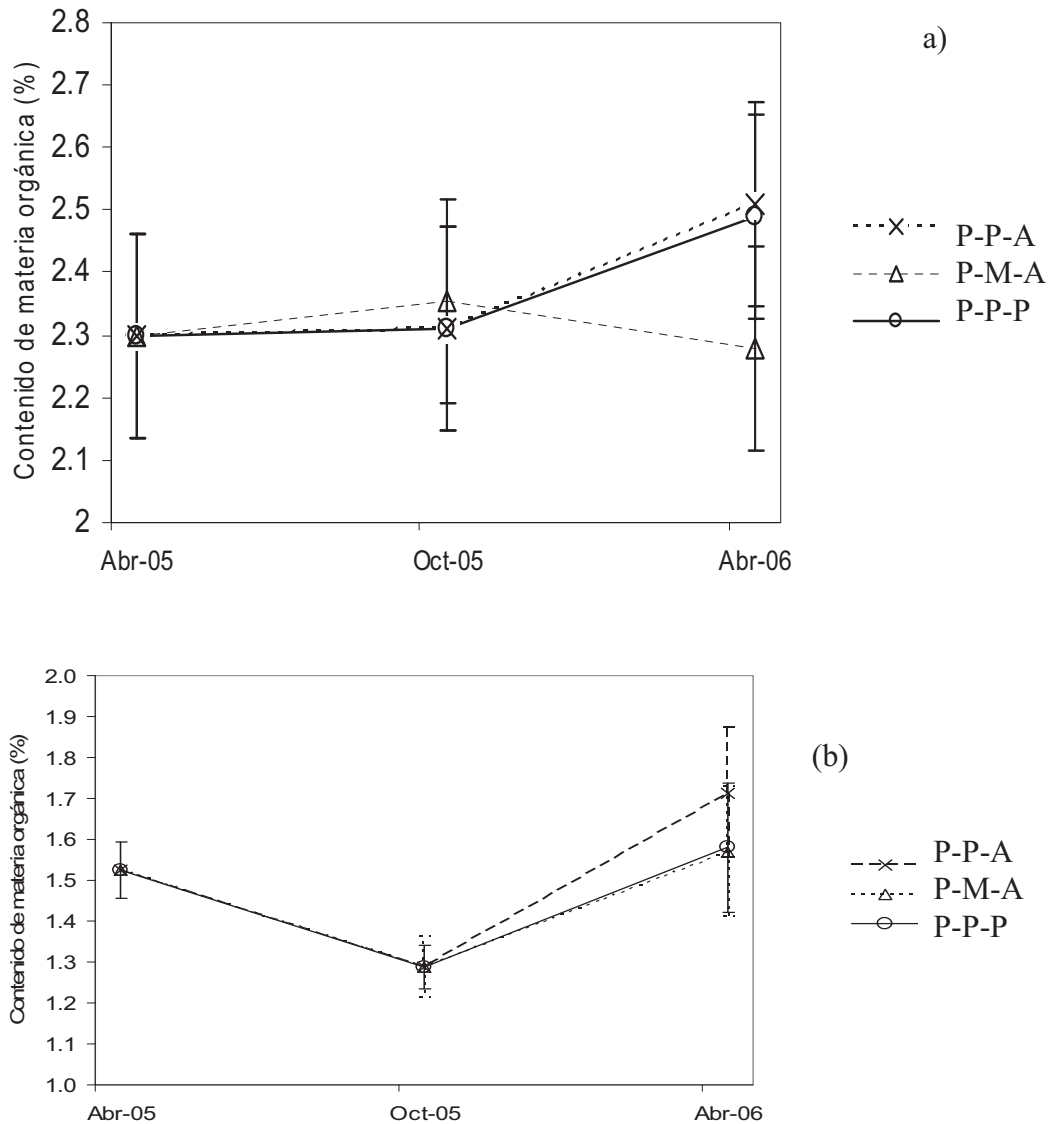 a)
Contenido de materia orgánica (%)
2.8
2.7
2.6
2.5
2.4
2.3
2.2
2.1
2
Abr-05 Oct-05 Abr-06
P-P-A
P-M-A
P-P-P
(b)
Contenido de materia orgánica (%)
2.0
1.9
1.8
1.7
1.6
1.5
1.4
1.3
1.2
1.1
1.0
Abr-05 Oct-05 Abr-06
P-P-A
P-M-A
P-P-P